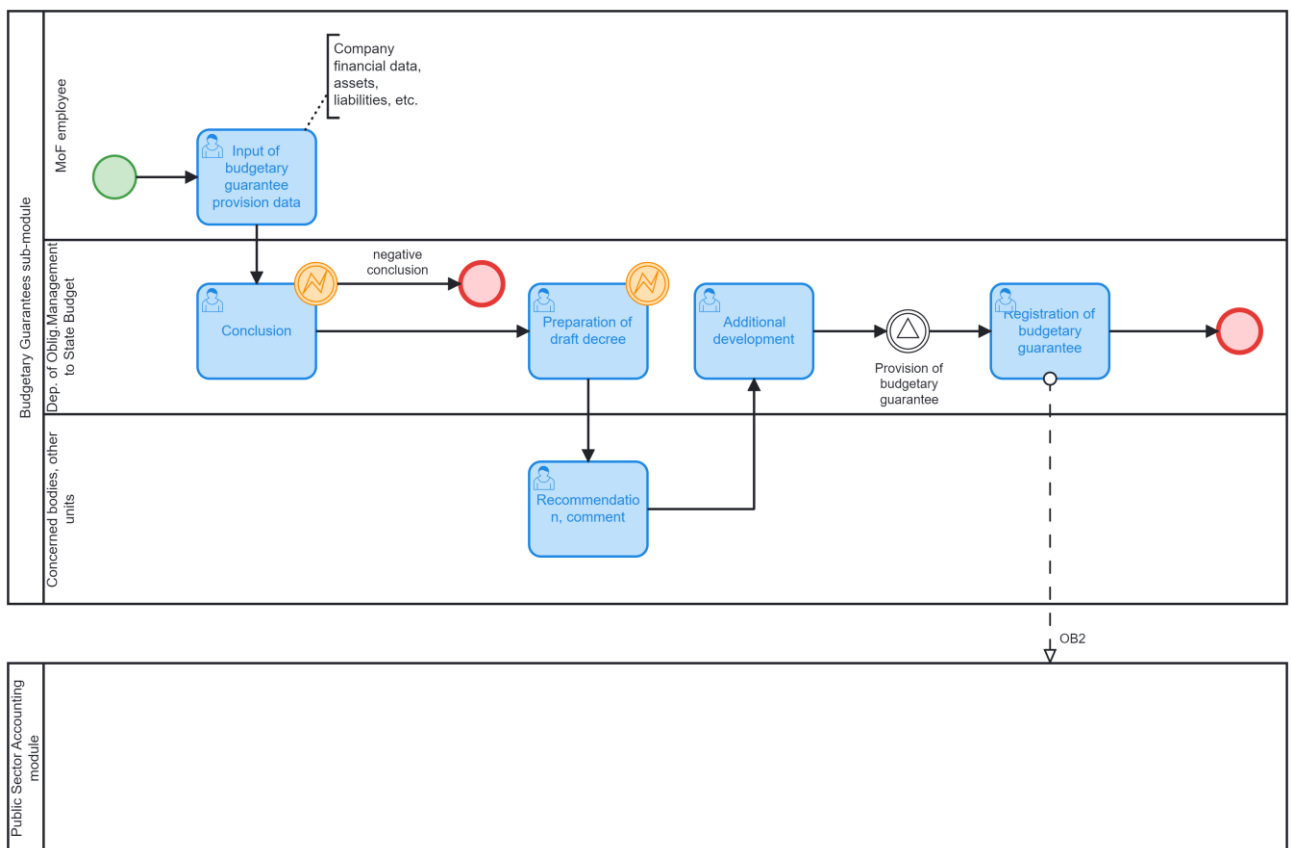 Budgetary Guarantees sub-module
MoF employee
Company
financial data,
assets,
liabilities, etc.
Input of
budgetary
guarantee
provision data
Dep. of Oblig.Management
to State Budget
Conclusion
negative
conclusion
Preparation of
draft decree
Additional
development
Provision of
budgetary
guarantee
Registration of
budgetary
guarantee
Concerned bodies, other
units
Recommendatio
n, comment
OB2
Public Sector Accounting
module